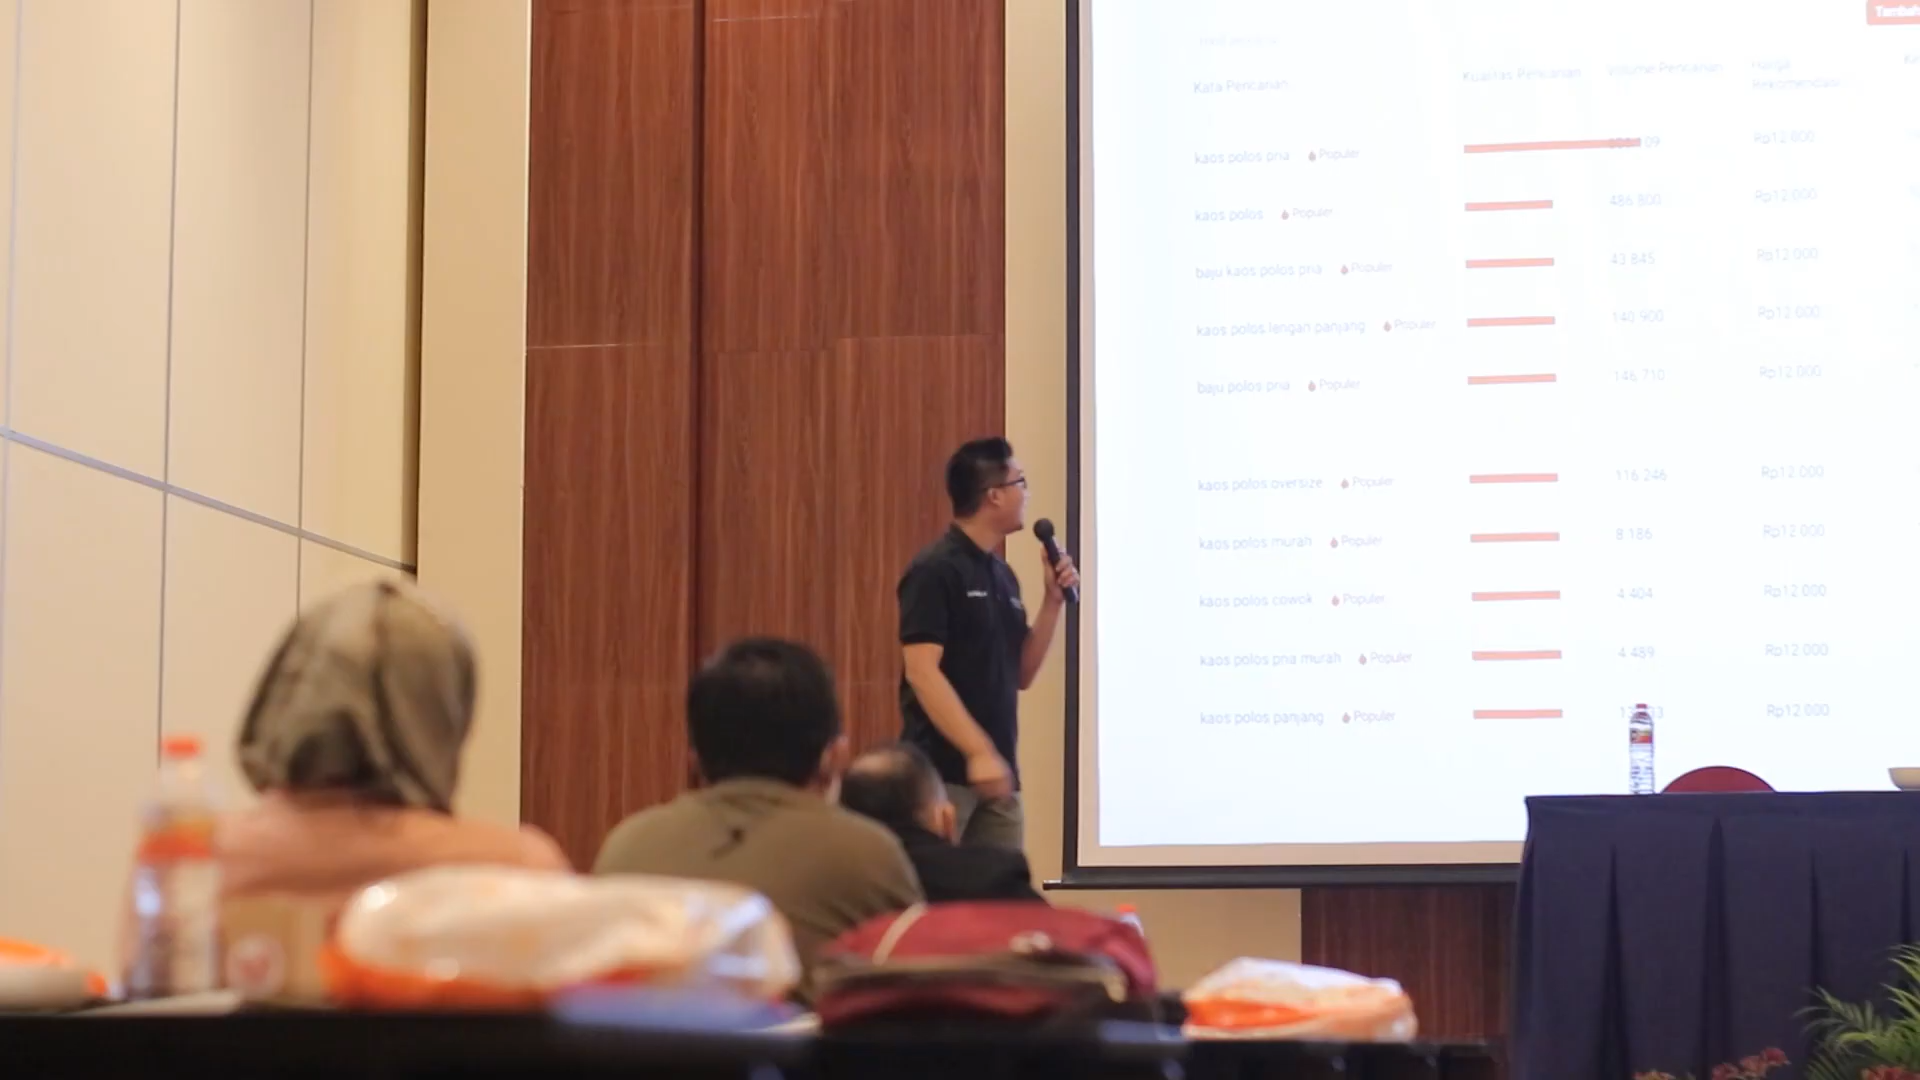 Tambah
Kata Pencarian Kualitas Pencarian Volume Pencarian Harga Rekomendasi
kaos polos pria Populer Rp12.000
kaos polos Populer 486.800 Rp12.000
baju kaos polos pria Populer 43.845 Rp12.000
kaos polos lengan panjang Populer 140.900 Rp12.000
baju polos pria Populer 146.710 Rp12.000
kaos polos oversize Populer 116.246 Rp12.000
kaos polos murah Populer 8.186 Rp12.000
kaos polos cowok Populer 4.404 Rp12.000
kaos polos pria murah Populer 4.489 Rp12.000
kaos polos panjang Populer Rp12.000